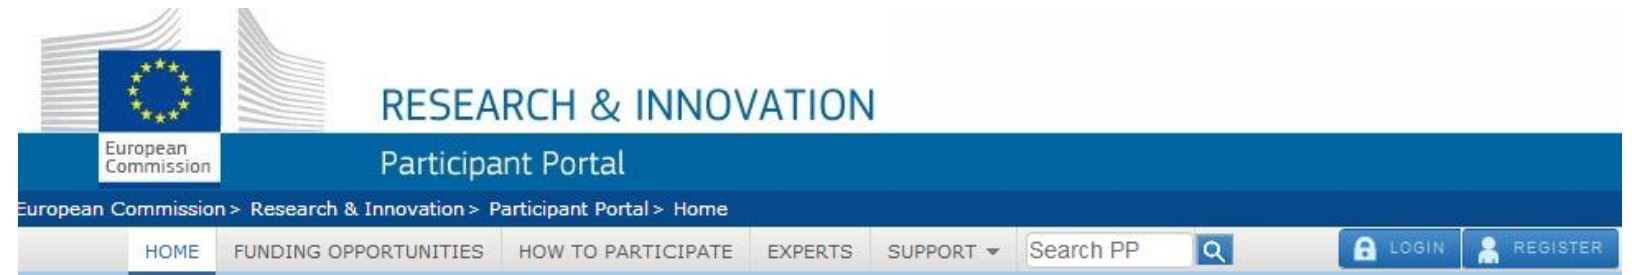 RESEARCH & INNOVATION
European
Commission
Participant Portal
European Commission > Research & Innovation > Participant Portal > Home
HOME FUNDING OPPORTUNITIES HOW TO PARTICIPATE EXPERTS SUPPORT Search PP LOGIN REGISTER